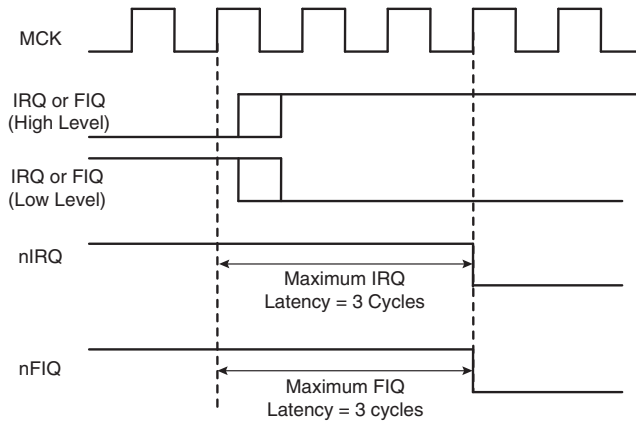 MCK
IRQ or FIQ
(High Level)
IRQ or FIQ
(Low Level)
nIRQ
Maximum IRQ
Latency = 3 Cycles
nFIQ
Maximum FIQ
Latency = 3 cycles